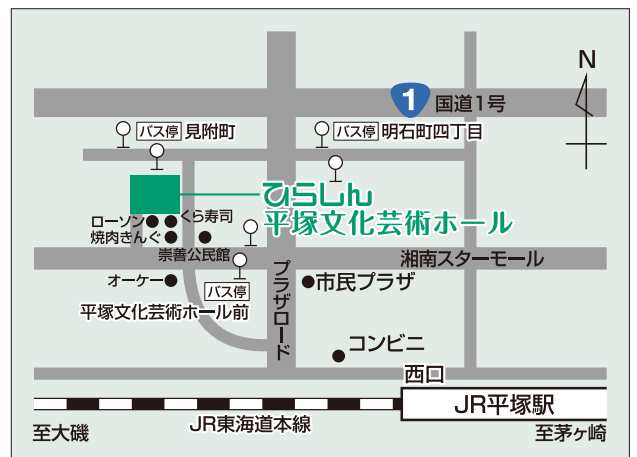 N
1
国道1号
バス停 見附町
バス停 明石町四丁目
ひらしん
平塚文化芸術ホール
ローソン
くら寿司
焼肉きんぐ
崇善公民館
湘南スターモール
オーケー
バス停
平塚文化芸術ホール前
プラザロード
市民プラザ
コンビニ
西口
JR平塚駅
JR東海道本線
至大磯
至茅ヶ崎